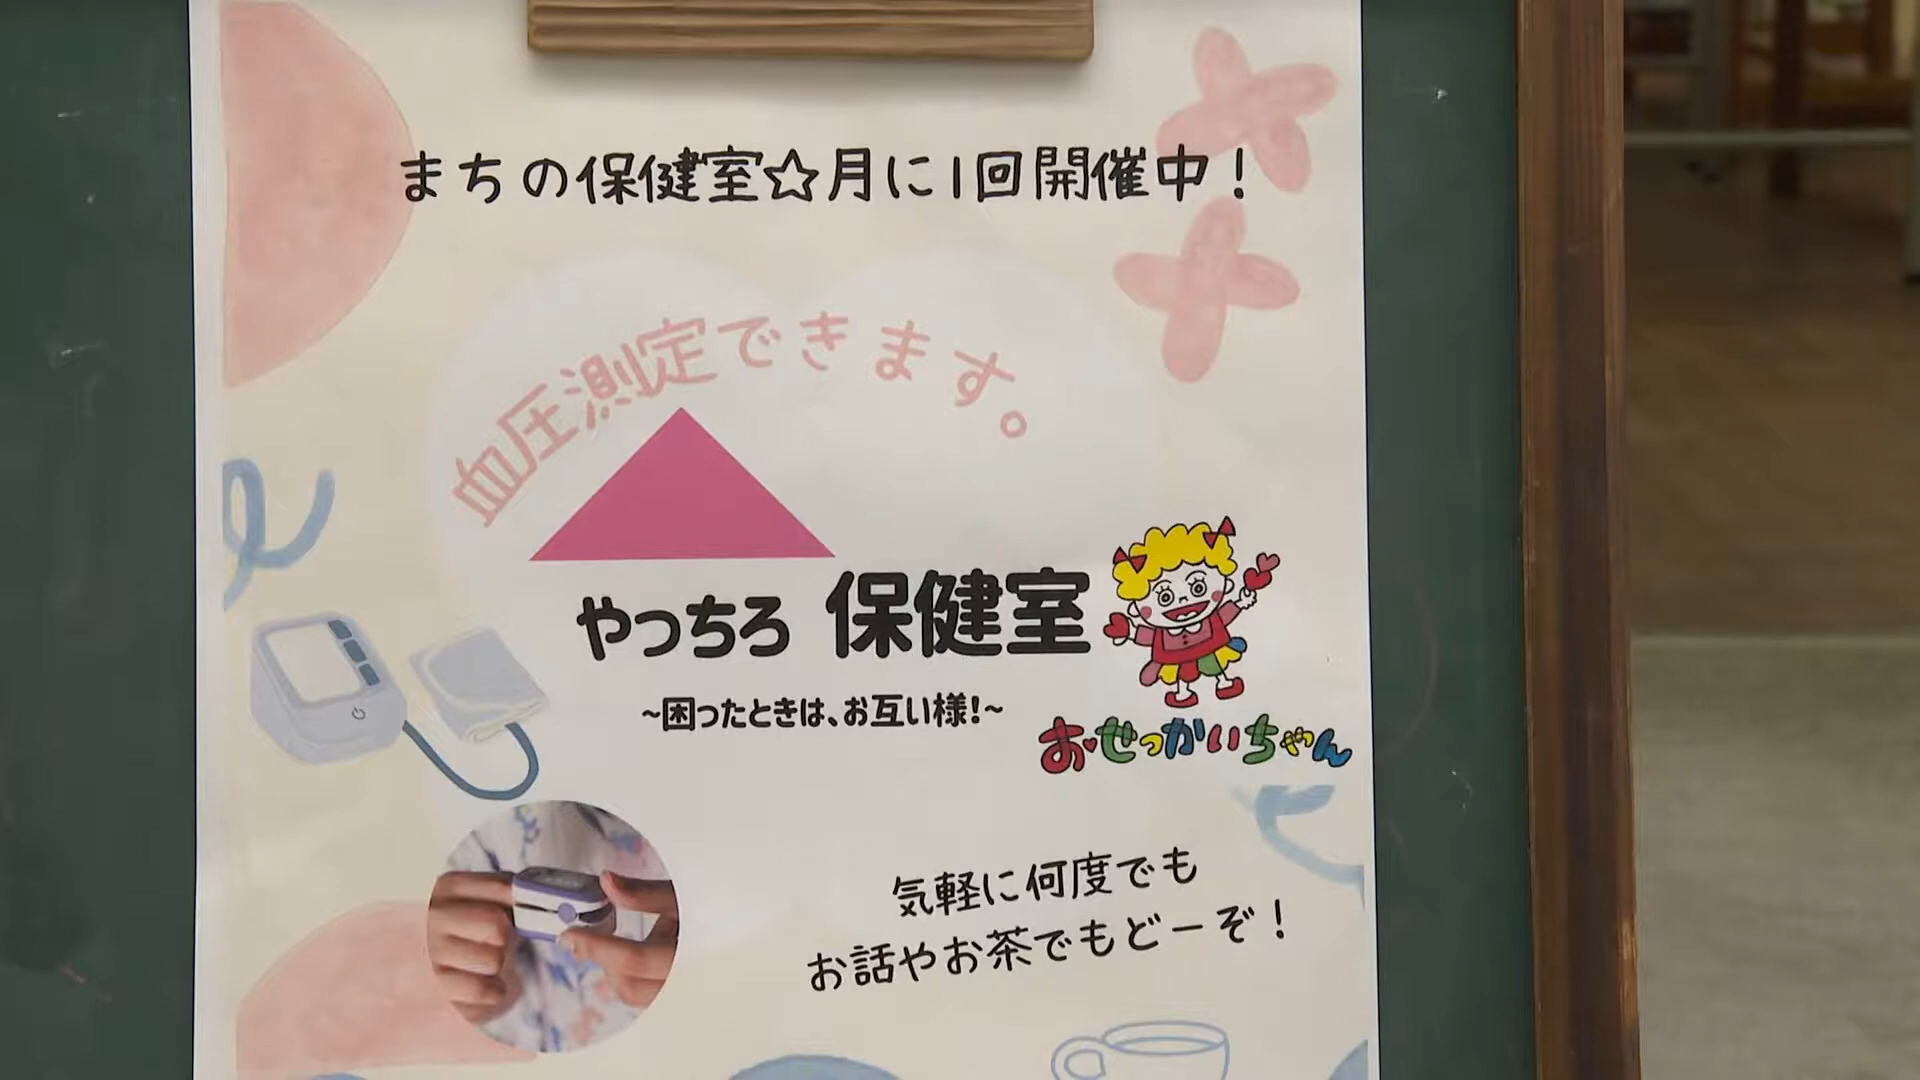 まちの保健室☆月に1回開催中！
血圧測定できます。
やっちろ 保健室
~困ったときは、お互い様!~
おせっかいちゃん
気軽に何度でも
お話やお茶でもどーぞ！